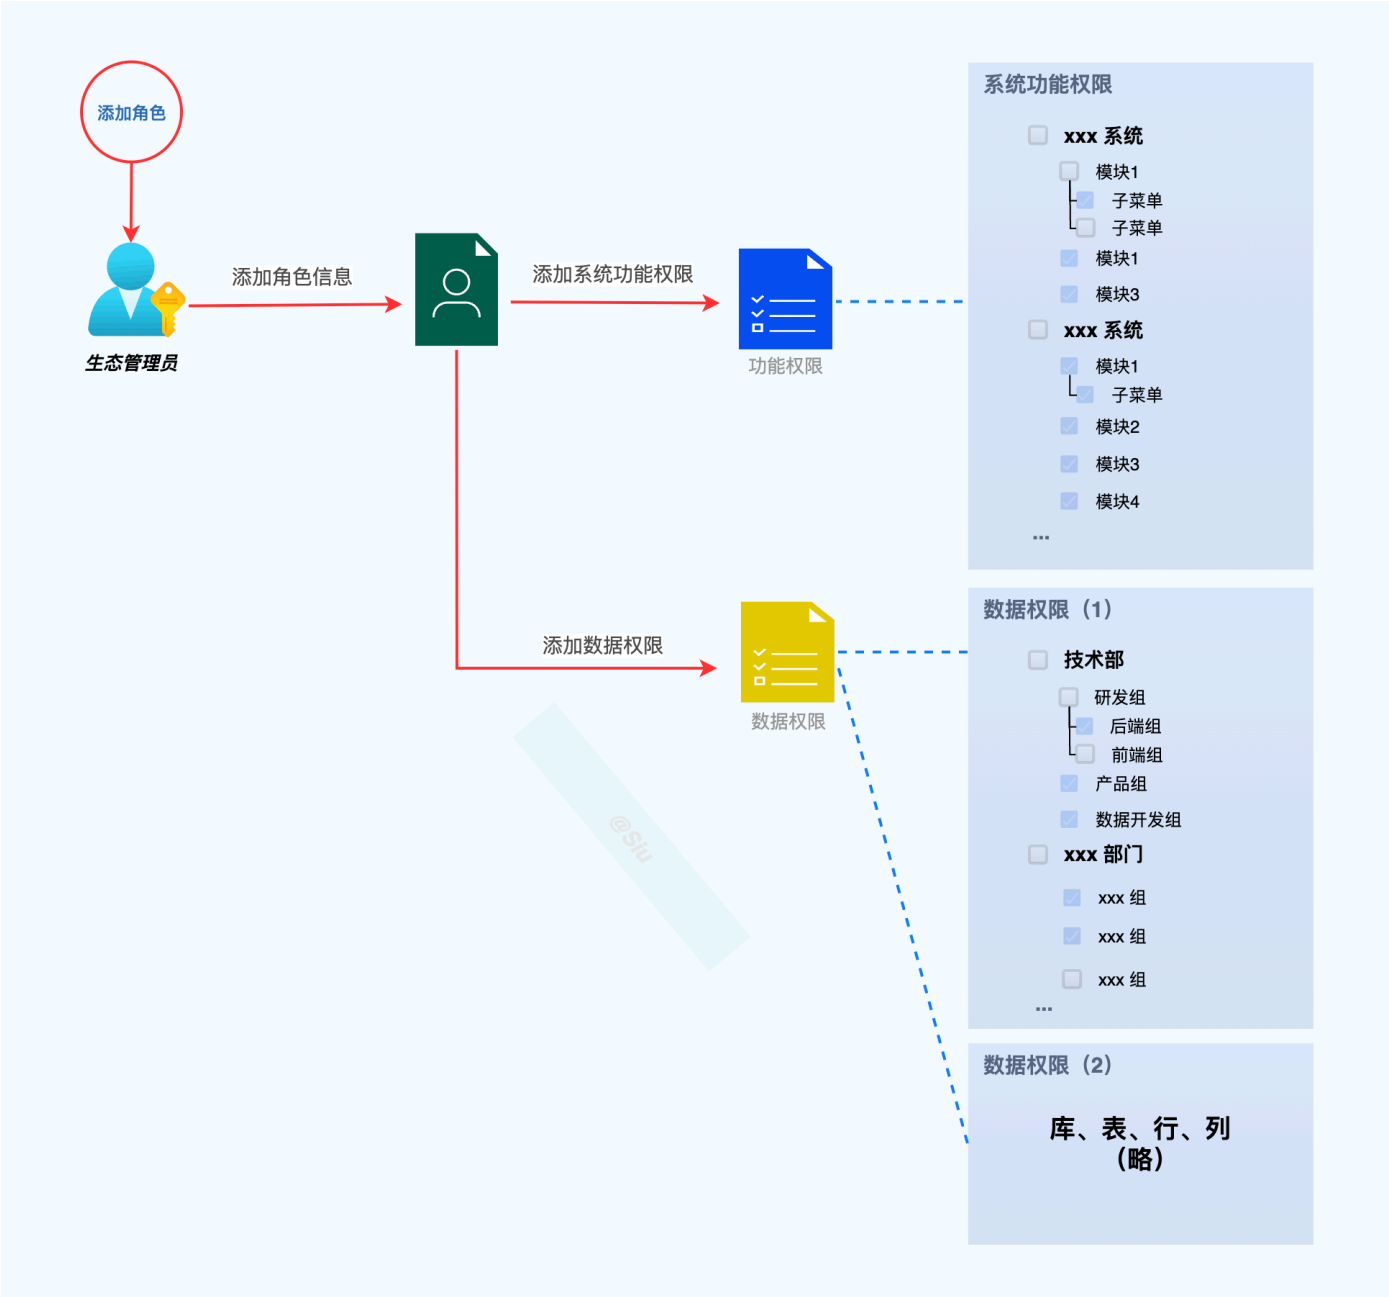 添加角色
生态管理员
添加角色信息
添加系统功能权限
功能权限
添加数据权限
数据权限
@Siu
系统功能权限
xxx 系统
模块1
子菜单
子菜单
模块1
模块3
xxx 系统
模块1
子菜单
模块2
模块3
模块4
...
数据权限（1）
技术部
研发组
后端组
前端组
产品组
数据开发组
xxx 部门
xxx 组
xxx 组
xxx 组
...
数据权限（2）
库、表、行、列
（略）